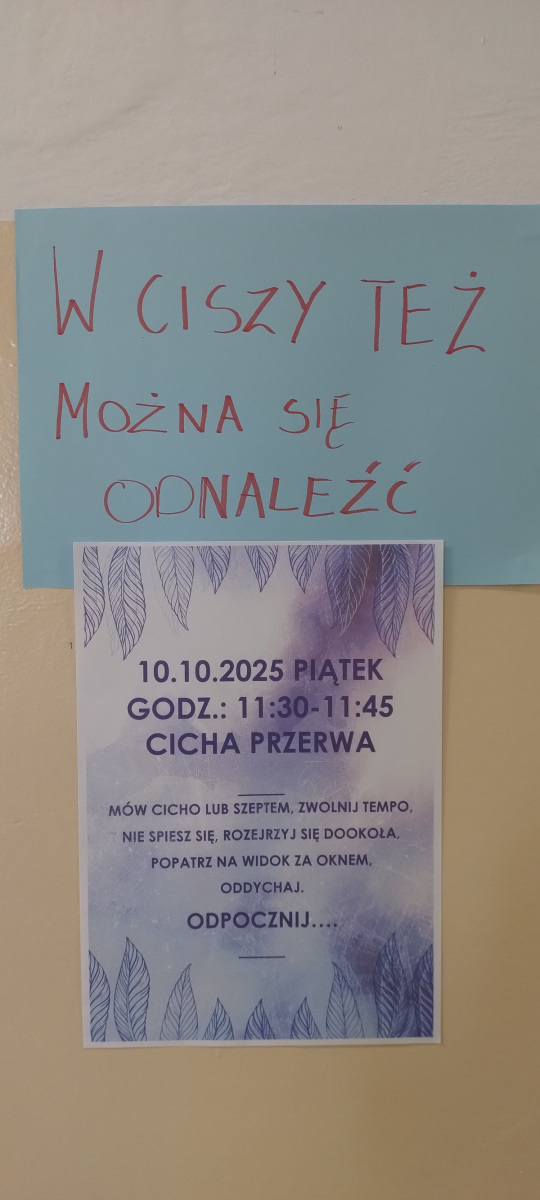 W CISZY TEŻ
MOŻNA SIĘ
ODNALEŹĆ
10.10.2025 PIĄTEK
GODZ.: 11:30-11:45
CICHA PRZERWA
MÓW CICHO LUB SZEPTEM, ZWOLNIJ TEMPO,
NIE SPIESZ SIĘ, ROZEJRZYJ SIĘ DOOKOŁA,
POPATRZ NA WIDOK ZA OKNEM,
ODDYCHAJ.
ODPOCZNIJ....